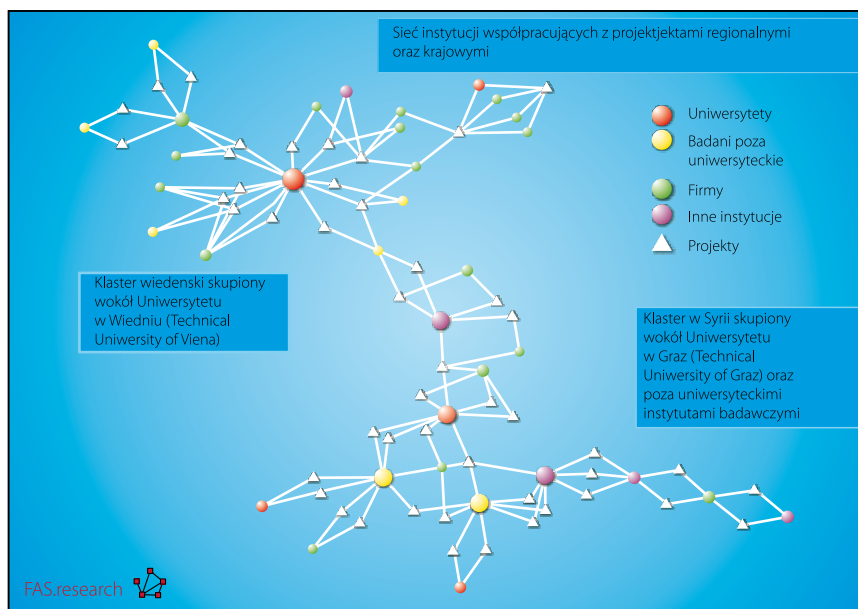 Sieć instytucji współpracujących z projektjektami regionalnymi
oraz krajowymi
Uniwersytety
Badani poza
uniwersyteckie
Firmy
Inne instytucje
Projekty
Klaster wiedenski skupiony
wokół Uniwersytetu
w Wiedniu (Technical
University of Viena)
Klaster w Syrii skupiony
wokół Uniwersytetu
w Graz (Technical
Uniwersity of Graz) oraz
poza uniwersyteckimi
instytutami badawczymi
FAS.research